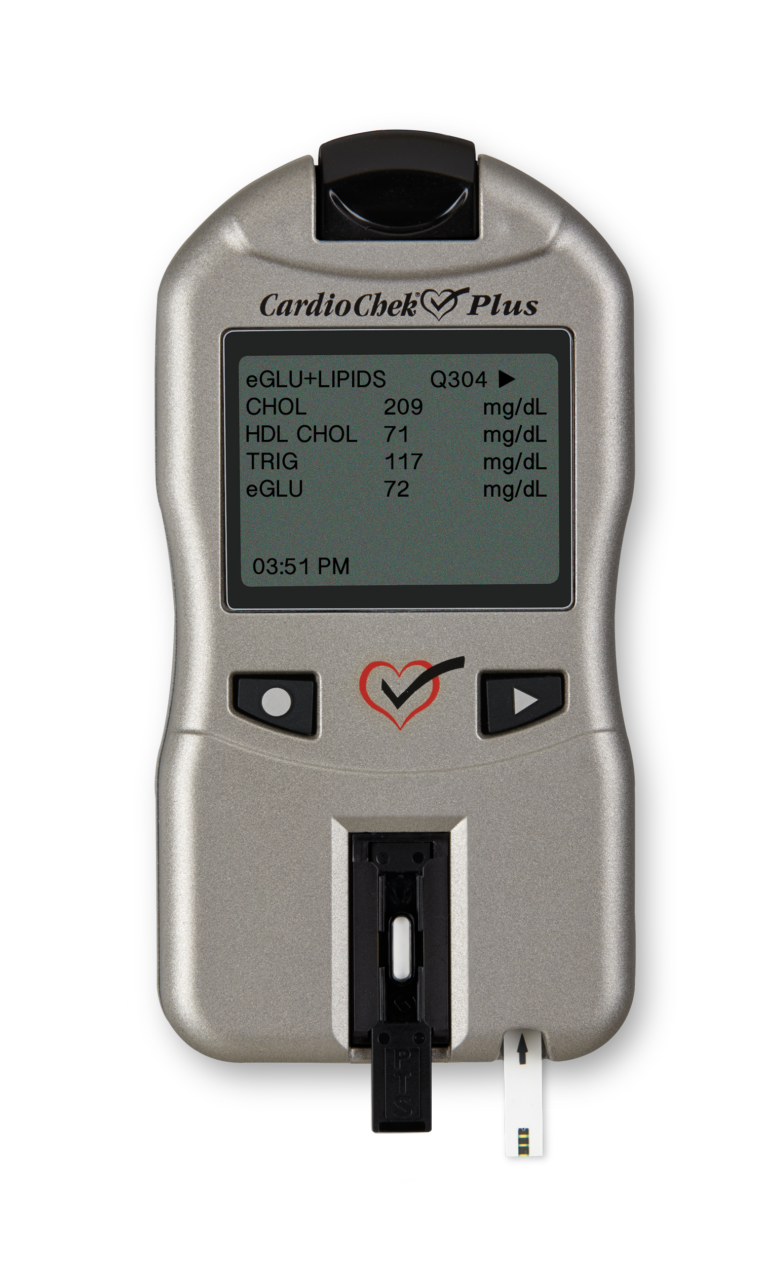 CardioChek® Plus
eGLU+LIPIDS Q304 ▶
CHOL 209 mg/dL
HDL CHOL 71 mg/dL
TRIG 117 mg/dL
eGLU 72 mg/dL
03:51 PM
PTS